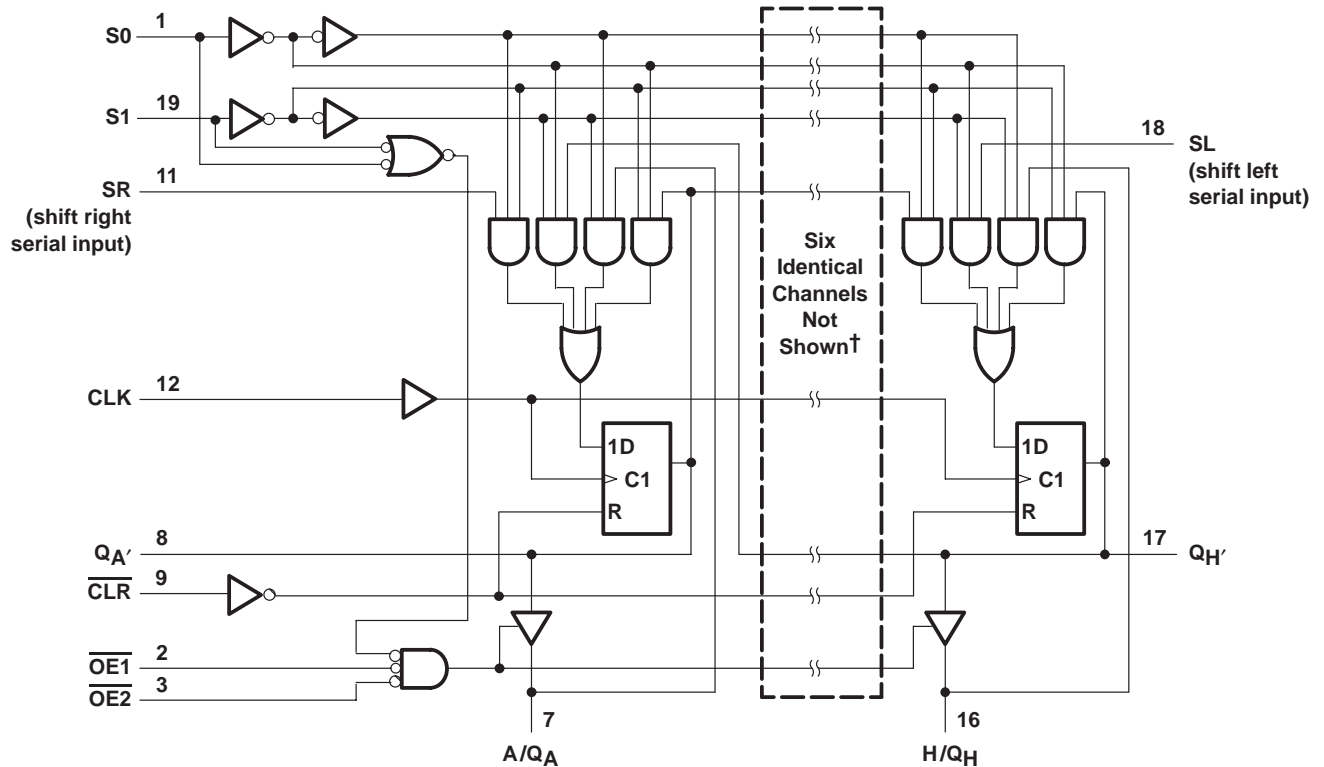 S0 1
S1 19
18 SL
(shift left
serial input)
SR 11
(shift right
serial input)
Six
Identical
Channels
Not
Shown†
CLK 12
1D
C1
R
1D
C1
R
QA′ 8
17 QH′
CLR 9
OE1 2
OE2 3
7
A/QA
16
H/QH